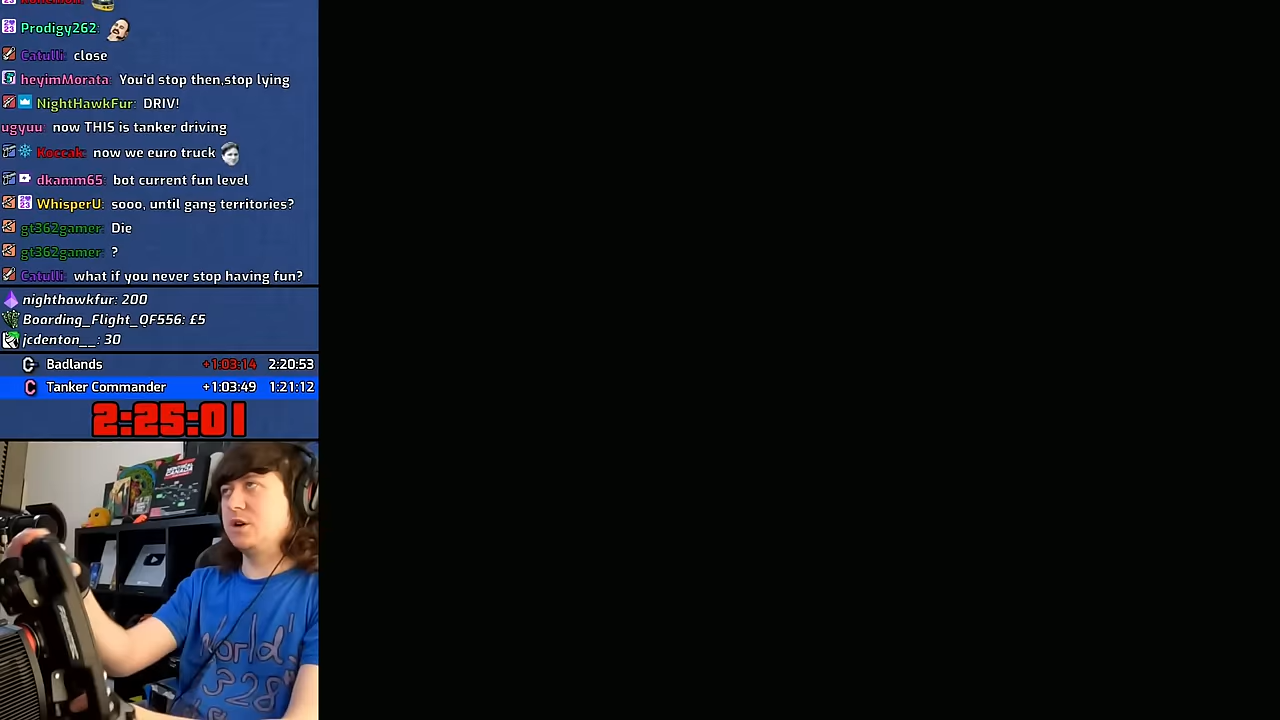 Prodigy262:
Catulli: close
heyimMorata: You'd stop then,stop lying
NightHawkFur: DRIV!
ugyuu: now THIS is tanker driving
Koccak: now we euro truck
dkamm65: bot current fun level
WhisperU: sooo, until gang territories?
gt362gamer: Die
gt362gamer: ?
Catulli: what if you never stop having fun?
nighthawkfur: 200
Boarding_Flight_QF556: £5
jcdenton__: 30
Badlands +1:03:14 2:20:53
Tanker Commander +1:03:49 1:21:12
2:25:01
World's
328